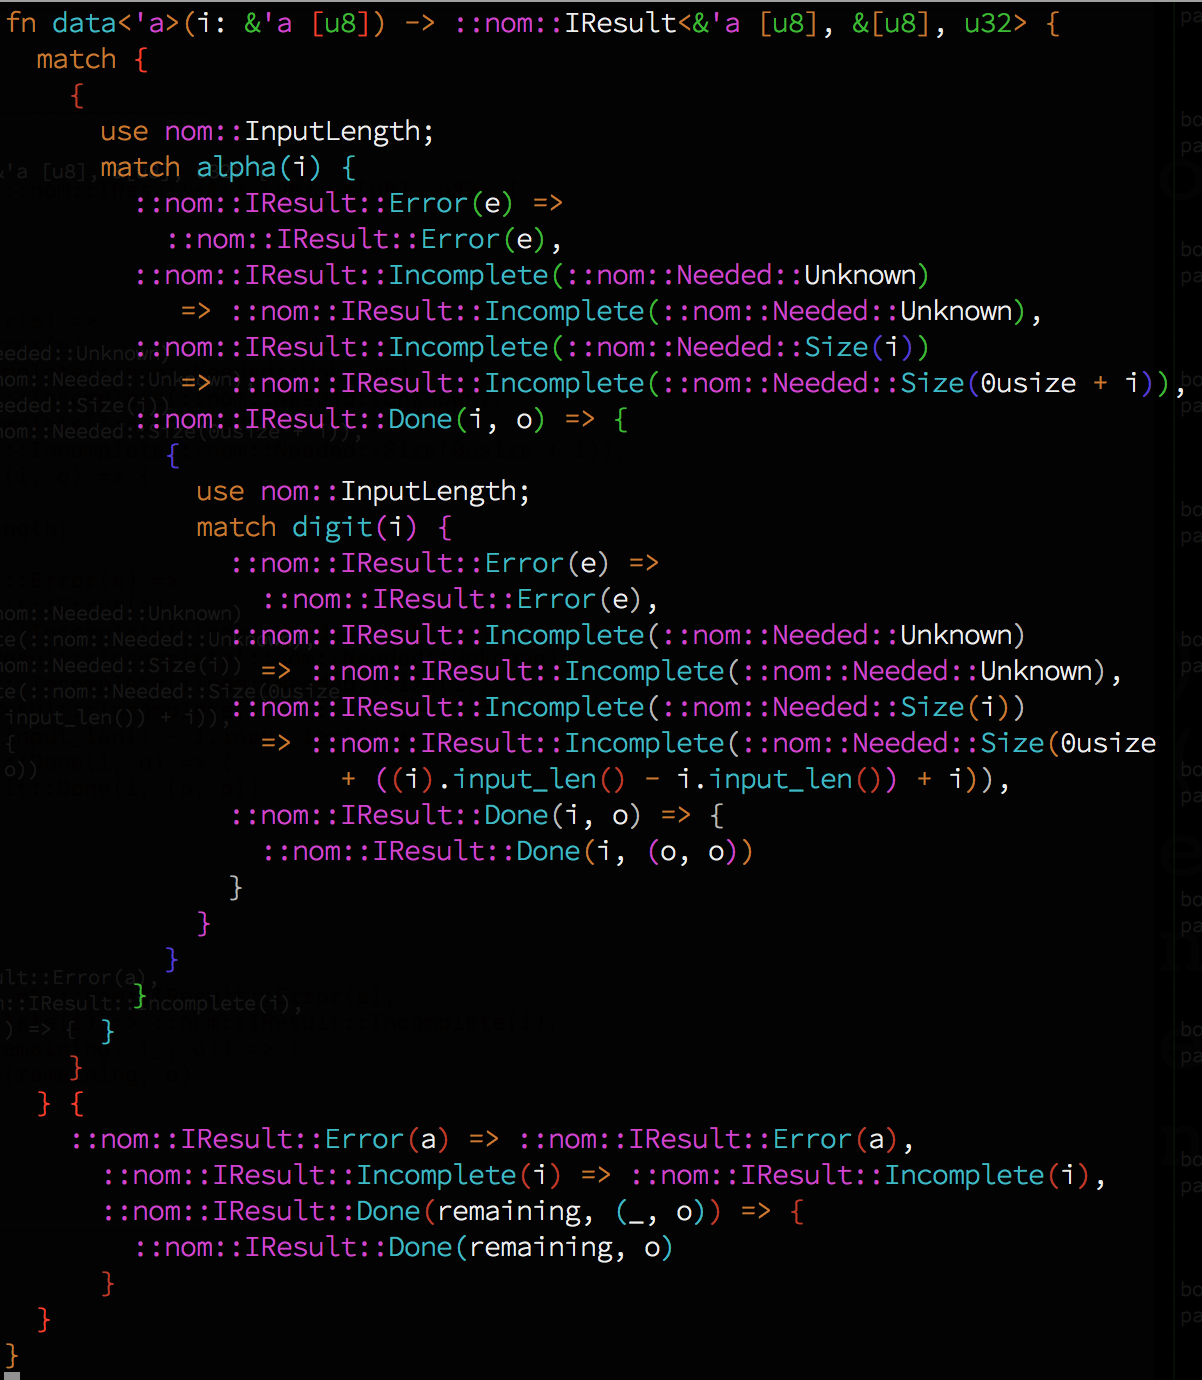 fn data<'a>(i: &'a [u8]) -> ::nom::IResult<&'a [u8], &[u8], u32> {
  match {
    {
      use nom::InputLength;
      match alpha(i) {
        ::nom::IResult::Error(e) =>
          ::nom::IResult::Error(e),
        ::nom::IResult::Incomplete(::nom::Needed::Unknown)
           => ::nom::IResult::Incomplete(::nom::Needed::Unknown),
        ::nom::IResult::Incomplete(::nom::Needed::Size(i))
           => ::nom::IResult::Incomplete(::nom::Needed::Size(0usize + i)),
        ::nom::IResult::Done(i, o) => {
          {
            use nom::InputLength;
            match digit(i) {
              ::nom::IResult::Error(e) =>
                ::nom::IResult::Error(e),
              ::nom::IResult::Incomplete(::nom::Needed::Unknown)
                => ::nom::IResult::Incomplete(::nom::Needed::Unknown),
              ::nom::IResult::Incomplete(::nom::Needed::Size(i))
                => ::nom::IResult::Incomplete(::nom::Needed::Size(0usize
                     + ((i).input_len() - i.input_len()) + i)),
              ::nom::IResult::Done(i, o) => {
                ::nom::IResult::Done(i, (o, o))
              }
            }
          }
        }
      }
    }
  } {
    ::nom::IResult::Error(a) => ::nom::IResult::Error(a),
      ::nom::IResult::Incomplete(i) => ::nom::IResult::Incomplete(i),
      ::nom::IResult::Done(remaining, (_, o)) => {
        ::nom::IResult::Done(remaining, o)
      }
  }
}